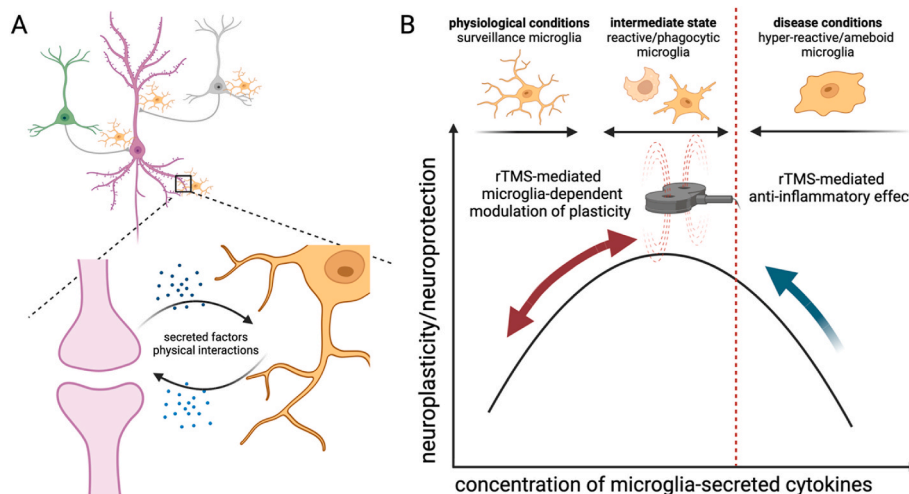 A
secreted factors
physical interactions
B
physiological conditions
surveillance microglia
intermediate state
reactive/phagocytic
microglia
disease conditions
hyper-reactive/ameboid
microglia
rTMS-mediated
microglia-dependent
modulation of plasticity
rTMS-mediated
anti-inflammatory effect
neuroplasticity/neuroprotection
concentration of microglia-secreted cytokines